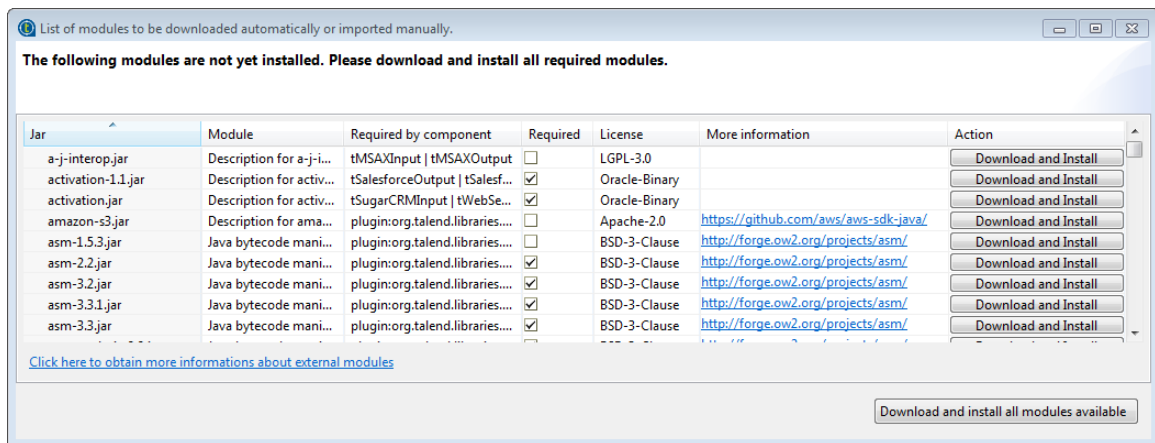 List of modules to be downloaded automatically or imported manually.
The following modules are not yet installed. Please download and install all required modules.
Jar Module Required by component Required License More information Action
a-j-interop.jar Description for a-j-i... tMSAXInput | tMSAXOutput LGPL-3.0 Download and Install
activation-1.1.jar Description for activ... tSalesforceOutput | tSalesf... Oracle-Binary Download and Install
activation.jar Description for activ... tSugarCRMInput | tWebSe... Oracle-Binary Download and Install
amazon-s3.jar Description for ama... plugin:org.talend.libraries.... Apache-2.0 https://github.com/aws/aws-sdk-java/ Download and Install
asm-1.5.3.jar Java bytecode mani... plugin:org.talend.libraries.... BSD-3-Clause http://forge.ow2.org/projects/asm/ Download and Install
asm-2.2.jar Java bytecode mani... plugin:org.talend.libraries.... BSD-3-Clause http://forge.ow2.org/projects/asm/ Download and Install
asm-3.2.jar Java bytecode mani... plugin:org.talend.libraries.... BSD-3-Clause http://forge.ow2.org/projects/asm/ Download and Install
asm-3.3.1.jar Java bytecode mani... plugin:org.talend.libraries.... BSD-3-Clause http://forge.ow2.org/projects/asm/ Download and Install
asm-3.3.jar Java bytecode mani... plugin:org.talend.libraries.... BSD-3-Clause http://forge.ow2.org/projects/asm/ Download and Install
Click here to obtain more informations about external modules
Download and install all modules available